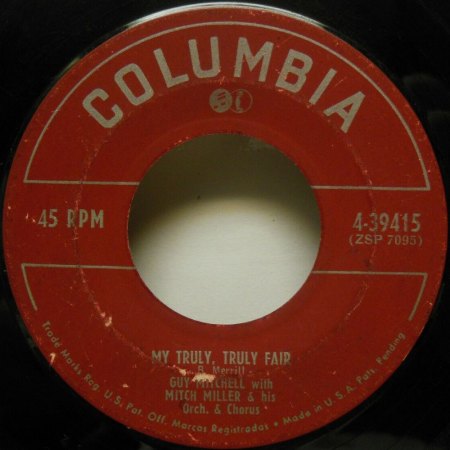 COLUMBIA
45 RPM
4-39415
(ZSP 7095)
MY TRULY, TRULY FAIR
B. Merrill
GUY MITCHELL with
MITCH MILLER & his
Orch. & Chorus
Trade Marks Reg. U.S. Pat. Off. Marcas Registradas • Made in U.S.A. Pats. Pending.